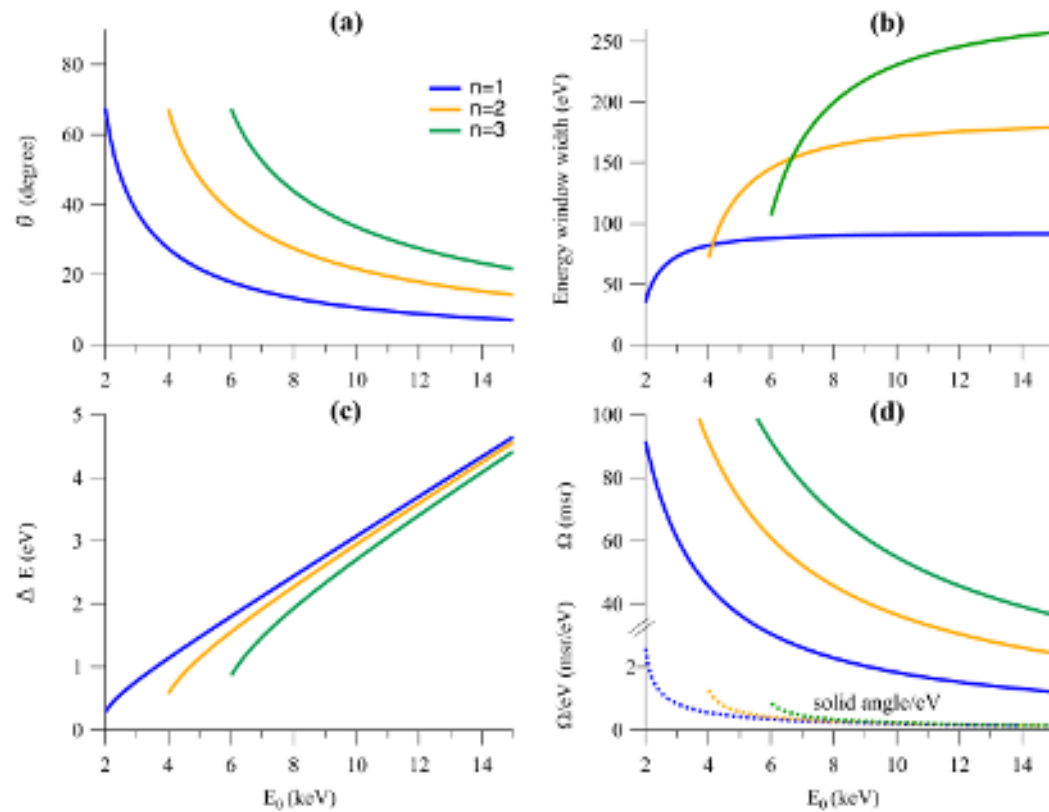 (a)
80
60
40
20
0
θ (degree)
n=1
n=2
n=3
2 4 6 8 10 12 14
(b)
250
200
150
100
50
0
Energy window width (eV)
2 4 6 8 10 12 14
(c)
5
4
3
2
1
0
Δ E (eV)
2 4 6 8 10 12 14
E₀ (keV)
(d)
100
80
60
40
2
0
Ω (msr)
Ω/eV (msr/eV)
solid angle/eV
2 4 6 8 10 12 14
E₀ (keV)